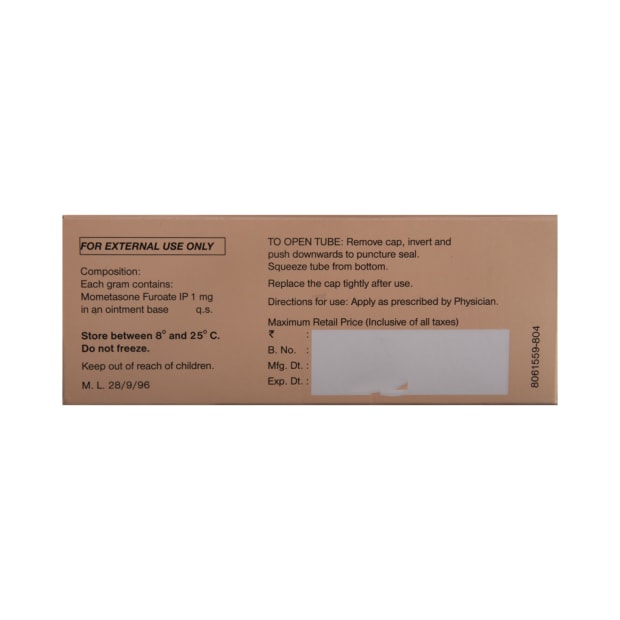 FOR EXTERNAL USE ONLY
Composition:
Each gram contains:
Mometasone Furoate IP 1 mg
in an ointment base q.s.
Store between 8° and 25° C.
Do not freeze.
Keep out of reach of children.
M. L. 28/9/96
TO OPEN TUBE: Remove cap, invert and
push downwards to puncture seal.
Squeeze tube from bottom.
Replace the cap tightly after use.
Directions for use: Apply as prescribed by Physician.
Maximum Retail Price (Inclusive of all taxes)
₹ :
B. No. :
Mfg. Dt. :
Exp. Dt. :
8061559-804